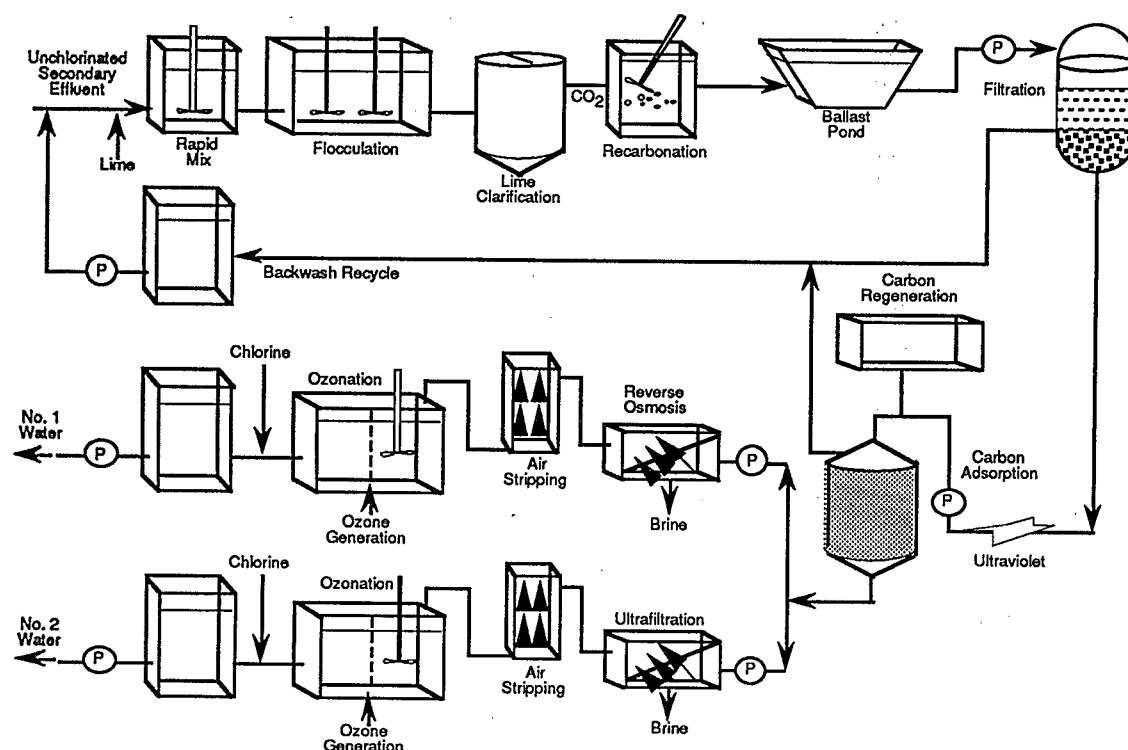 Unchlorinated
Secondary
Effluent
Lime
Rapid
Mix
Flocculation
Lime
Clarification
CO2
Recarbonation
Ballast
Pond
P
Filtration
P
Backwash Recycle
Carbon
Regeneration
Chlorine
Ozonation
Reverse
Osmosis
No. 1
Water
P
Air
Stripping
P
Carbon
Adsorption
P
Ozone
Generation
Brine
Ultraviolet
Chlorine
Ozonation
Ultrafiltration
No. 2
Water
P
Air
Stripping
P
Ozone
Generation
Brine